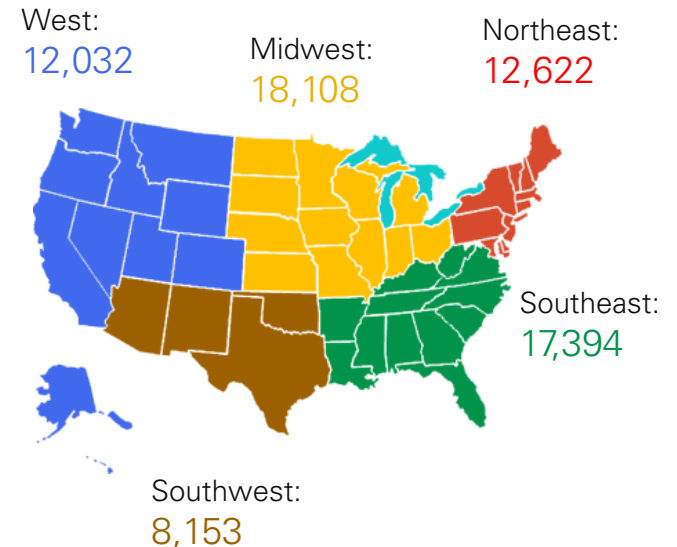 West:
12,032
Midwest:
18,108
Northeast:
12,622
Southeast:
17,394
Southwest:
8,153